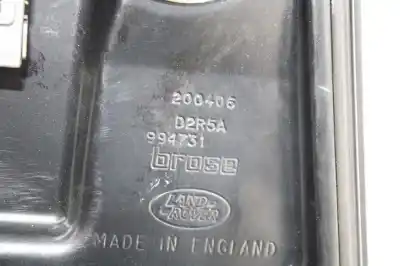 200406
D2R5A
994731
brose
LAND
ROVER
MADE IN ENGLAND